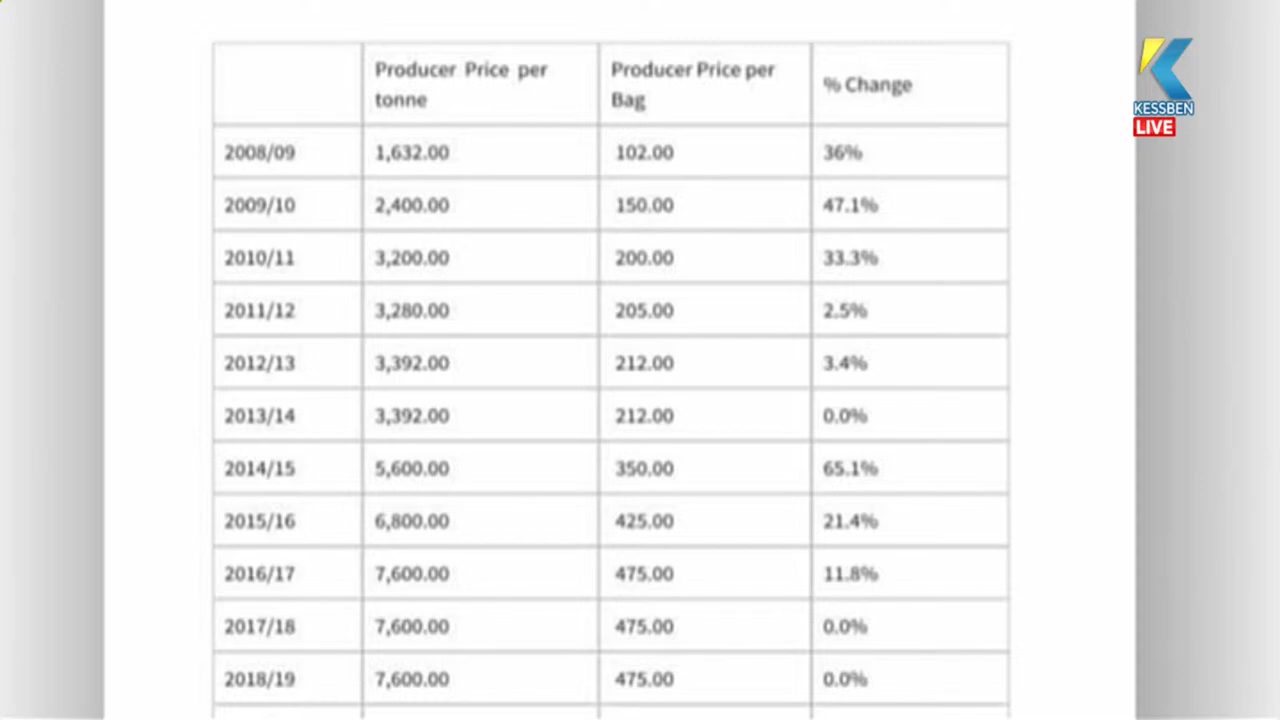 Producer Price per tonne Producer Price per Bag % Change
2008/09 1,632.00 102.00 36%
2009/10 2,400.00 150.00 47.1%
2010/11 3,200.00 200.00 33.3%
2011/12 3,280.00 205.00 2.5%
2012/13 3,392.00 212.00 3.4%
2013/14 3,392.00 212.00 0.0%
2014/15 5,600.00 350.00 65.1%
2015/16 6,800.00 425.00 21.4%
2016/17 7,600.00 475.00 11.8%
2017/18 7,600.00 475.00 0.0%
2018/19 7,600.00 475.00 0.0%
KESSBEN
LIVE